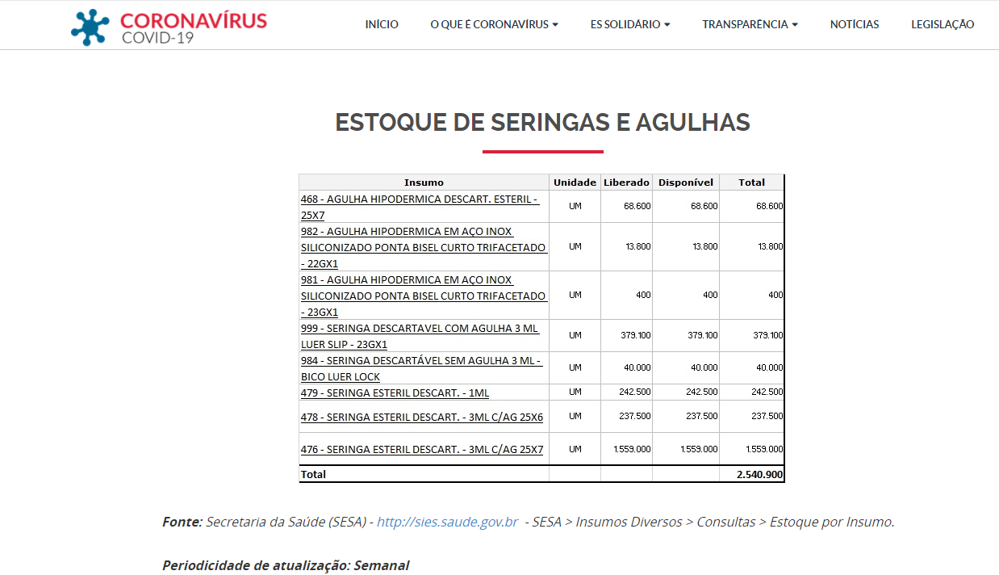 CORONAVÍRUS
COVID-19
INÍCIO
O QUE É CORONAVÍRUS
ES SOLIDÁRIO
TRANSPARÊNCIA
NOTÍCIAS
LEGISLAÇÃO
ESTOQUE DE SERINGAS E AGULHAS
Insumo Unidade Liberado Disponível Total
468 - AGULHA HIPODERMICA DESCART. ESTERIL -
25X7 UM 68.600 68.600 68.600
982 - AGULHA HIPODERMICA EM AÇO INOX
SILICONIZADO PONTA BISEL CURTO TRIFACETADO UM 13.800 13.800 13.800
- 22GX1
981 - AGULHA HIPODERMICA EM AÇO INOX
SILICONIZADO PONTA BISEL CURTO TRIFACETADO UM 400 400 400
- 23GX1
999 - SERINGA DESCARTAVEL COM AGULHA 3 ML
LUER SLIP - 23GX1 UM 379.100 379.100 379.100
984 - SERINGA DESCARTÁVEL SEM AGULHA 3 ML -
BICO LUER LOCK UM 40.000 40.000 40.000
479 - SERINGA ESTERIL DESCART. - 1ML UM 242.500 242.500 242.500
478 - SERINGA ESTERIL DESCART. - 3ML C/AG 25X6 UM 237.500 237.500 237.500
476 - SERINGA ESTERIL DESCART. - 3ML C/AG 25X7 UM 1.559.000 1.559.000 1.559.000
Total 2.540.900
Fonte: Secretaria da Saúde (SESA) - http://sies.saude.gov.br - SESA > Insumos Diversos > Consultas > Estoque por Insumo.
Periodicidade de atualização: Semanal